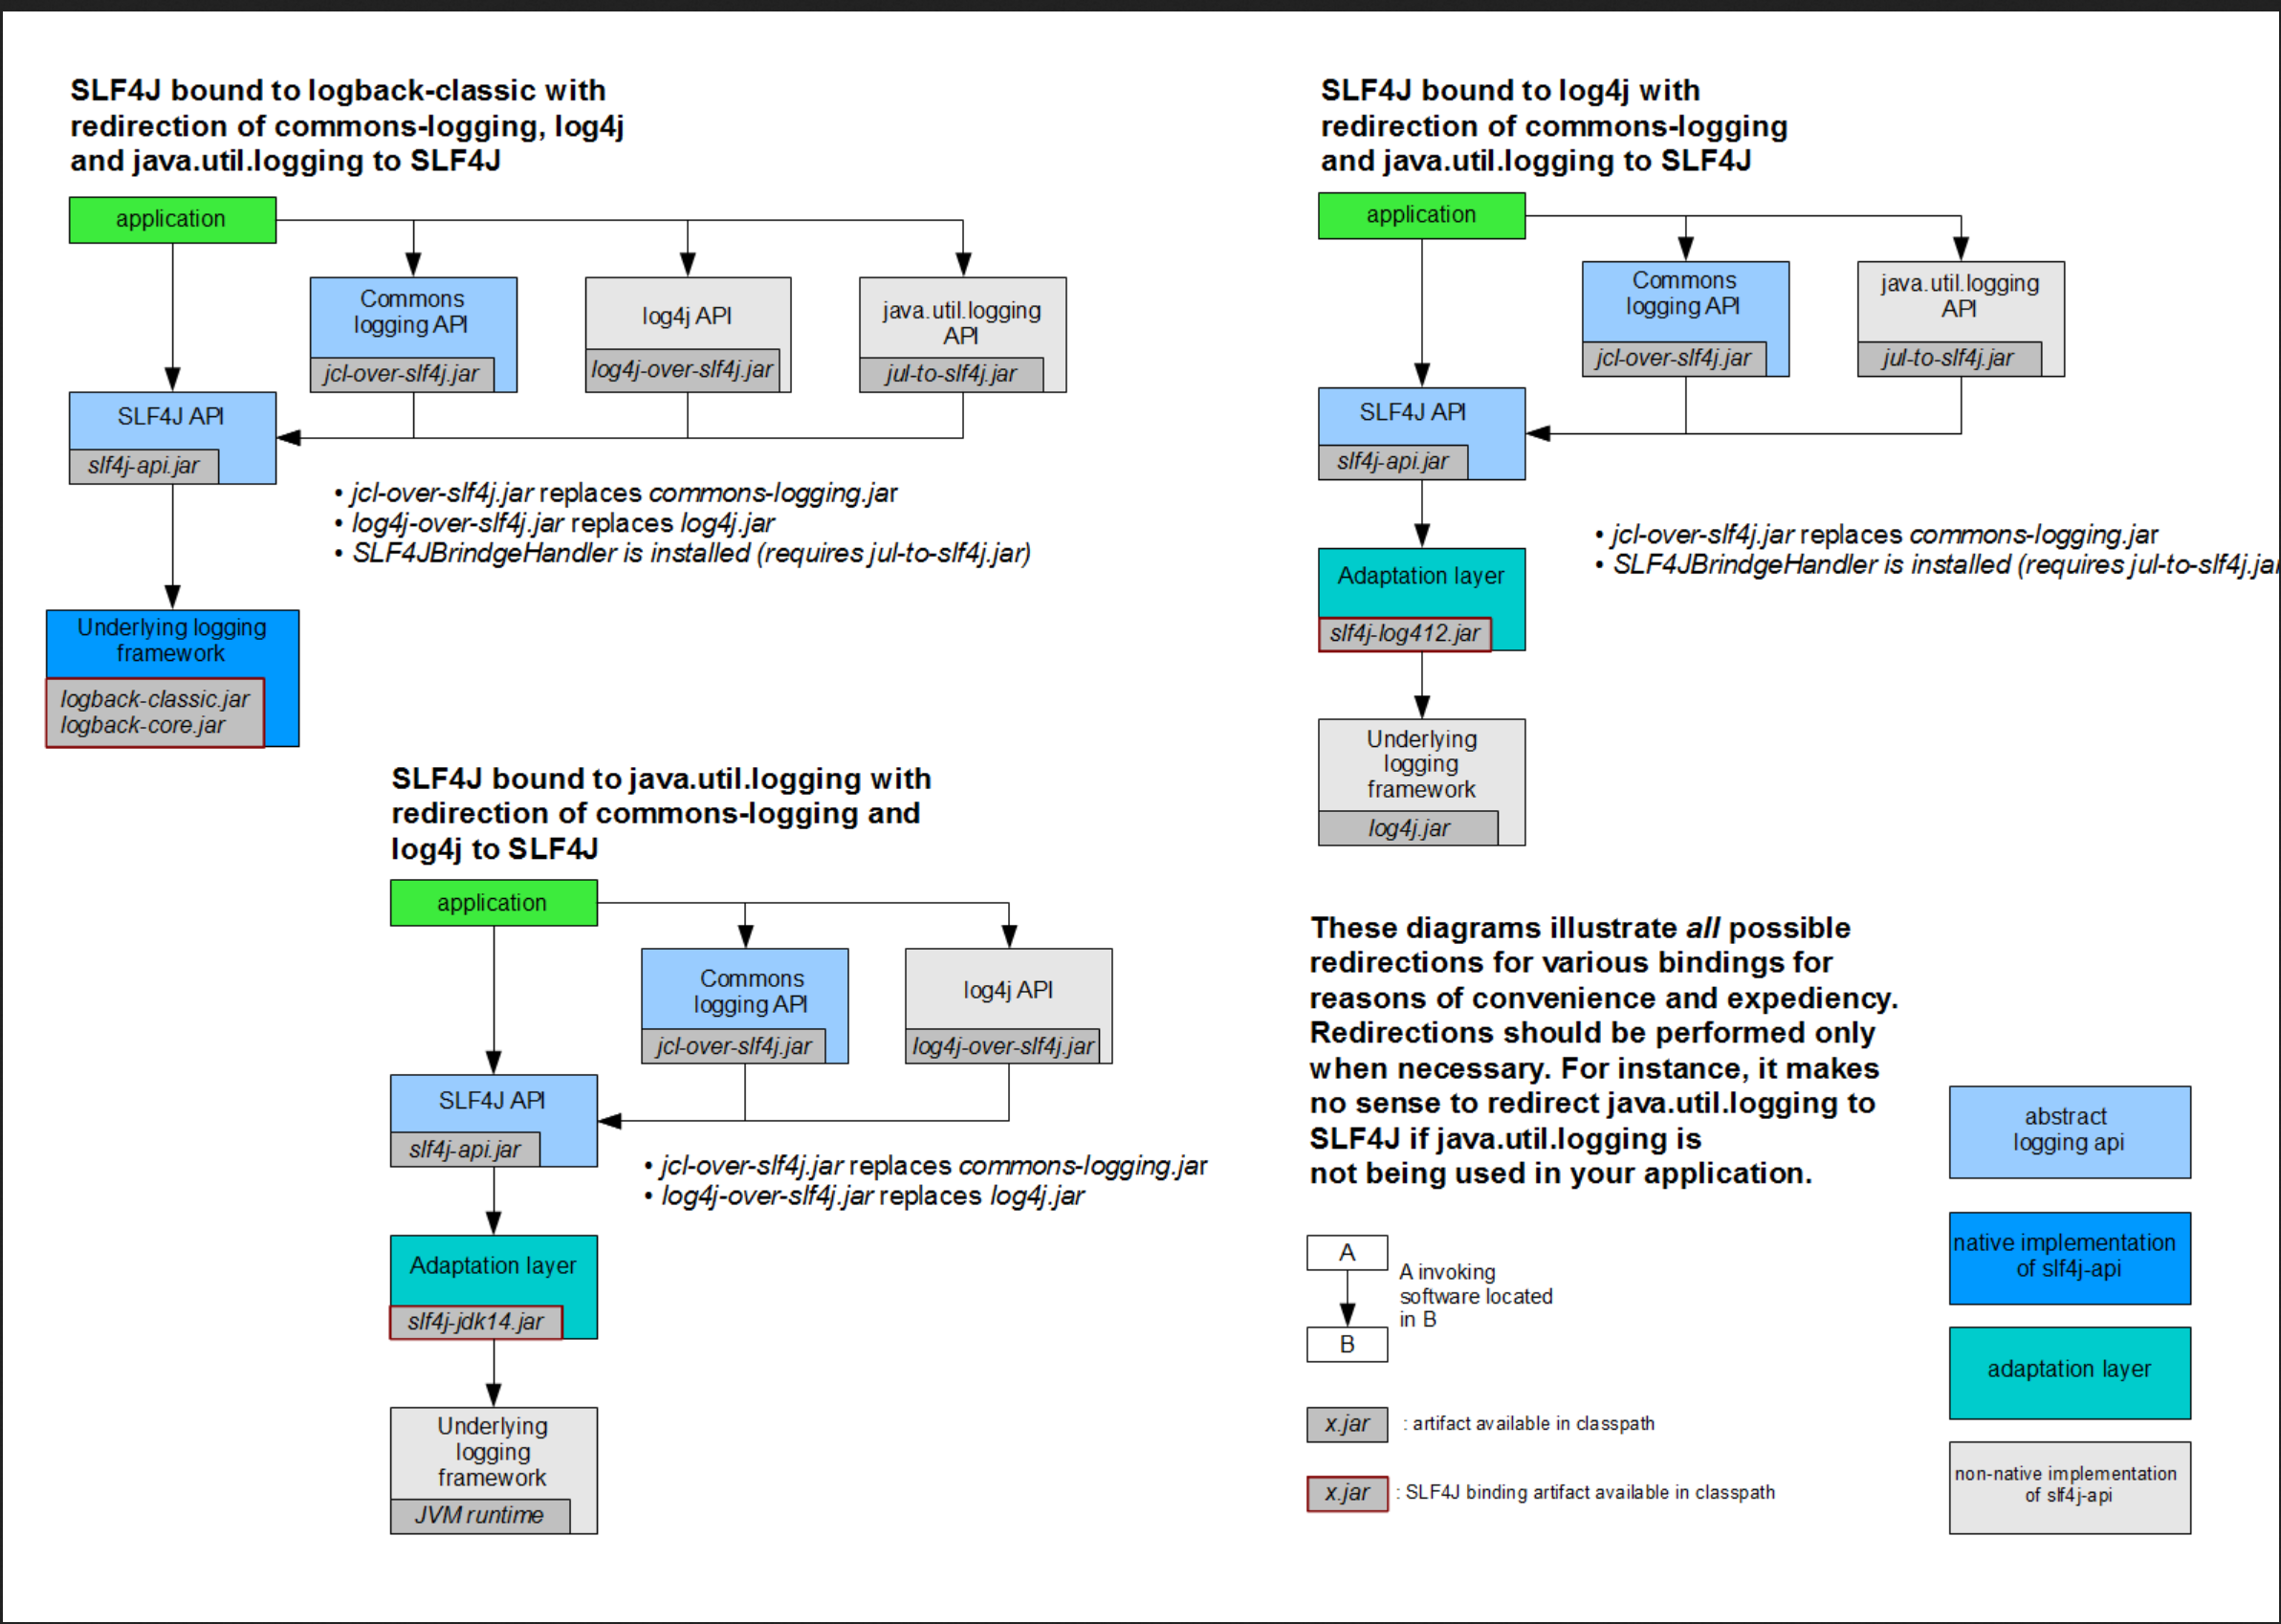 SLF4J bound to logback-classic with
redirection of commons-logging, log4j
and java.util.logging to SLF4J
application
Commons
logging API
jcl-over-slf4j.jar
log4j API
log4j-over-slf4j.jar
java.util.logging
API
jul-to-slf4j.jar
SLF4J API
slf4j-api.jar
• jcl-over-slf4j.jar replaces commons-logging.jar
• log4j-over-slf4j.jar replaces log4j.jar
• SLF4JBrindgeHandler is installed (requires jul-to-slf4j.jar)
Underlying logging
framework
logback-classic.jar
logback-core.jar
SLF4J bound to log4j with
redirection of commons-logging
and java.util.logging to SLF4J
application
Commons
logging API
jcl-over-slf4j.jar
java.util.logging
API
jul-to-slf4j.jar
SLF4J API
slf4j-api.jar
• jcl-over-slf4j.jar replaces commons-logging.jar
• SLF4JBrindgeHandler is installed (requires jul-to-slf4j.jar
Adaptation layer
slf4j-log412.jar
Underlying
logging
framework
log4j.jar
SLF4J bound to java.util.logging with
redirection of commons-logging and
log4j to SLF4J
application
Commons
logging API
jcl-over-slf4j.jar
log4j API
log4j-over-slf4j.jar
SLF4J API
slf4j-api.jar
• jcl-over-slf4j.jar replaces commons-logging.jar
• log4j-over-slf4j.jar replaces log4j.jar
Adaptation layer
slf4j-jdk14.jar
Underlying
logging
framework
JVM runtime
These diagrams illustrate all possible
redirections for various bindings for
reasons of convenience and expediency.
Redirections should be performed only
when necessary. For instance, it makes
no sense to redirect java.util.logging to
SLF4J if java.util.logging is
not being used in your application.
A
A invoking
software located
in B
B
x.jar : artifact available in classpath
x.jar : SLF4J binding artifact available in classpath
abstract
logging api
native implementation
of slf4j-api
adaptation layer
non-native implementation
of slf4j-api